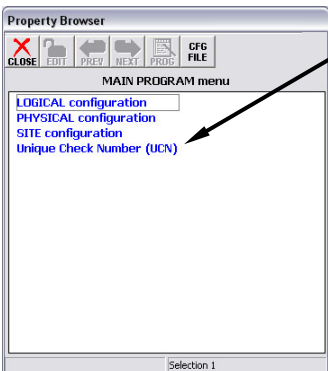 Property Browser
CLOSE EDIT PREV NEXT PROG CFG FILE
MAIN PROGRAM menu
LOGICAL configuration
PHYSICAL configuration
SITE configuration
Unique Check Number (UCN)
Selection 1